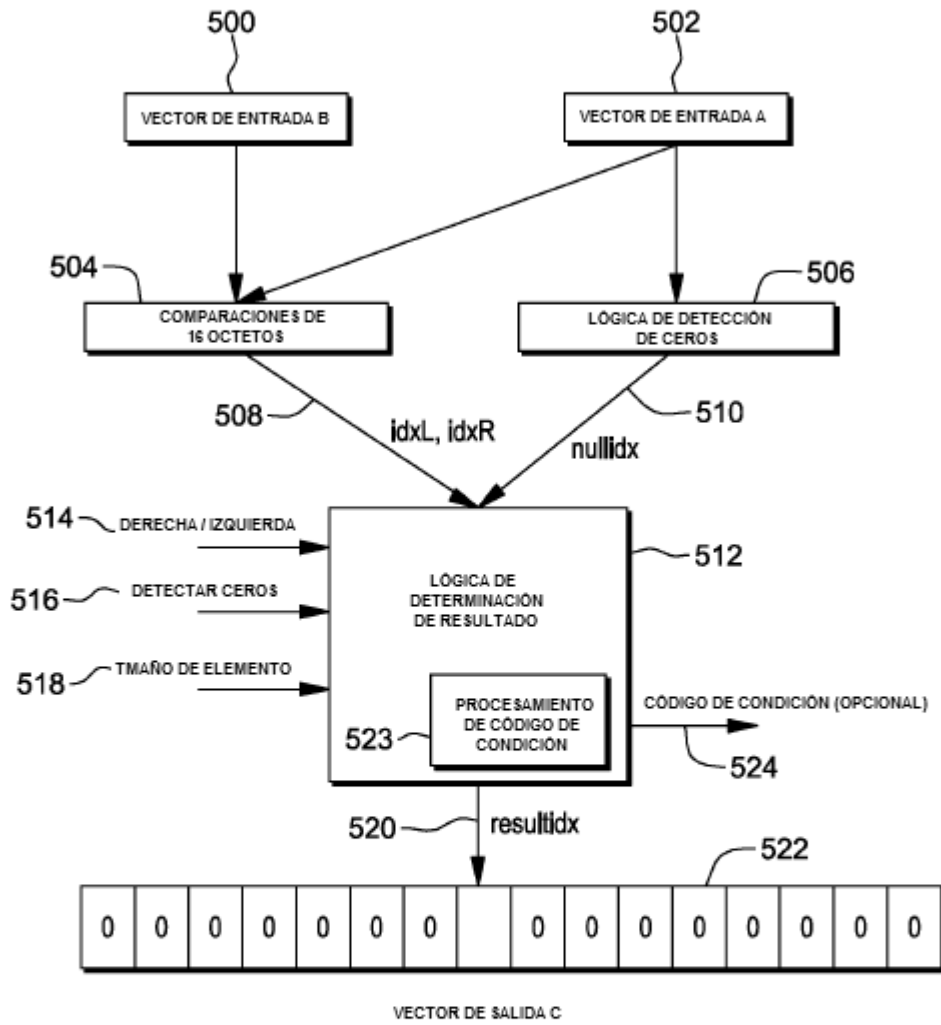 500
502
VECTOR DE ENTRADA B
VECTOR DE ENTRADA A
504
506
COMPARACIONES DE
16 OCTETOS
LÓGICA DE DETECCIÓN
DE CEROS
508
510
idxL, idxR
nullidx
514
DERECHA / IZQUIERDA
512
516
DETECTAR CEROS
LÓGICA DE
DETERMINACIÓN
DE RESULTADO
518
TMAÑO DE ELEMENTO
523
PROCESAMIENTO
DE CÓDIGO DE
CONDICIÓN
CÓDIGO DE CONDICIÓN (OPCIONAL)
524
520
resultidx
522
0 0 0 0 0 0 0 0 0 0 0 0 0 0 0
VECTOR DE SALIDA C